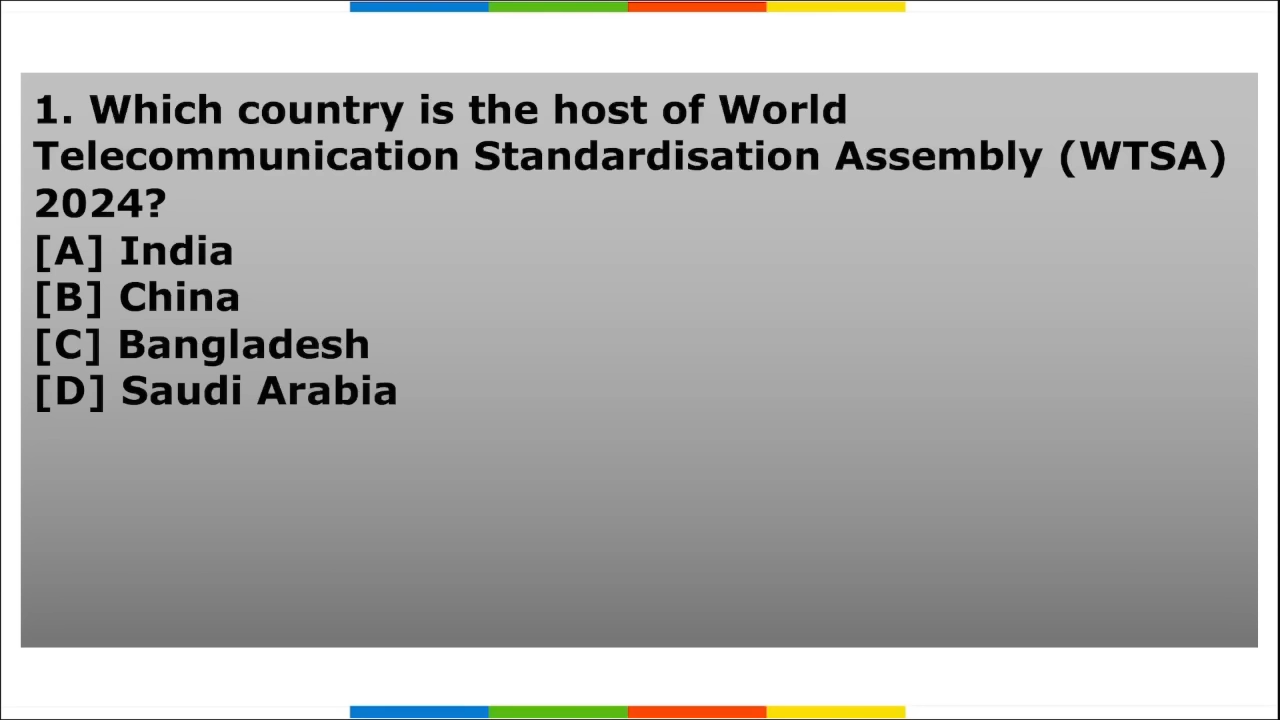 1. Which country is the host of World
Telecommunication Standardisation Assembly (WTSA)
2024?
[A] India
[B] China
[C] Bangladesh
[D] Saudi Arabia